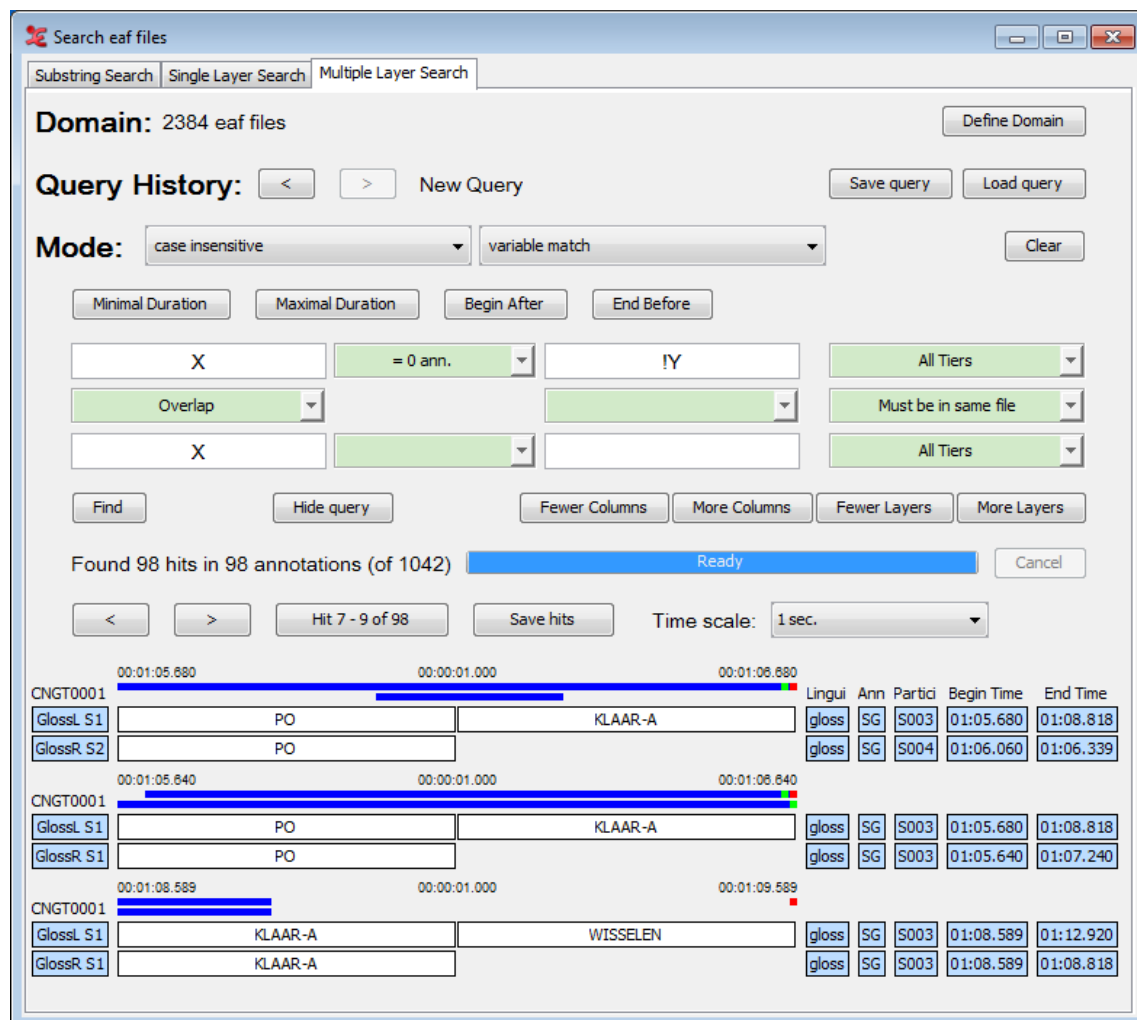 Search eaf files
Substring Search Single Layer Search Multiple Layer Search
Domain: 2384 eaf files Define Domain
Query History: < > New Query Save query Load query
Mode: case insensitive variable match Clear
Minimal Duration Maximal Duration Begin After End Before
X = 0 ann. !Y All Tiers
Overlap Must be in same file
X All Tiers
Find Hide query Fewer Columns More Columns Fewer Layers More Layers
Found 98 hits in 98 annotations (of 1042) Ready Cancel
< > Hit 7 - 9 of 98 Save hits Time scale: 1 sec.
00:01:05.680 00:00:01.000 00:01:06.680
CNGT0001 Lingui Ann Partici Begin Time End Time
GlossL S1 PO KLAAR-A gloss SG S003 01:05.680 01:08.818
GlossR S2 PO gloss SG S004 01:06.060 01:06.339
00:01:05.640 00:00:01.000 00:01:06.640
CNGT0001
GlossL S1 PO KLAAR-A gloss SG S003 01:05.680 01:08.818
GlossR S1 PO gloss SG S003 01:05.640 01:07.240
00:01:08.589 00:00:01.000 00:01:09.589
CNGT0001
GlossL S1 KLAAR-A WISSELEN gloss SG S003 01:08.589 01:12.920
GlossR S1 KLAAR-A gloss SG S003 01:08.589 01:08.818